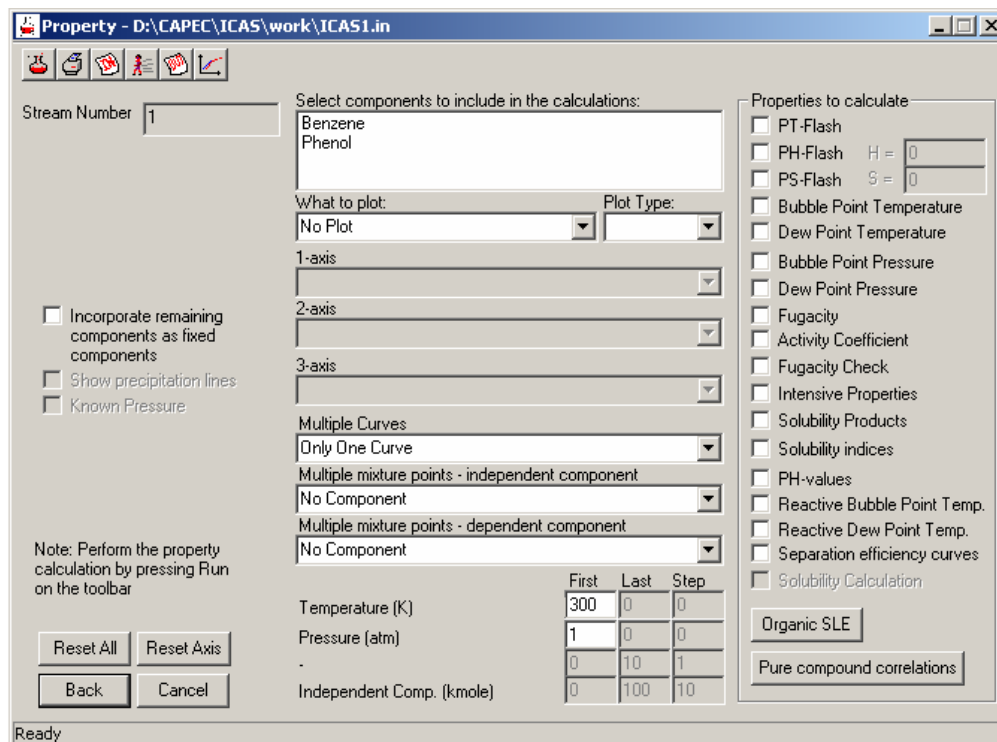 Property - D:\CAPEC\ICAS\work\ICAS1.in
Stream Number 1
Incorporate remaining
components as fixed
components
Show precipitation lines
Known Pressure
Note: Perform the property
calculation by pressing Run
on the toolbar
Reset All Reset Axis
Back Cancel
Select components to include in the calculations:
Benzene
Phenol
What to plot: Plot Type:
No Plot
1-axis
2-axis
3-axis
Multiple Curves
Only One Curve
Multiple mixture points - independent component
No Component
Multiple mixture points - dependent component
No Component
First Last Step
Temperature (K) 300 0 0
Pressure (atm) 1 0 0
- 0 10 1
Independent Comp. (kmole) 0 100 10
Properties to calculate
PT-Flash
PH-Flash H = 0
PS-Flash S = 0
Bubble Point Temperature
Dew Point Temperature
Bubble Point Pressure
Dew Point Pressure
Fugacity
Activity Coefficient
Fugacity Check
Intensive Properties
Solubility Products
Solubility indices
PH-values
Reactive Bubble Point Temp.
Reactive Dew Point Temp.
Separation efficiency curves
Solubility Calculation
Organic SLE
Pure compound correlations
Ready